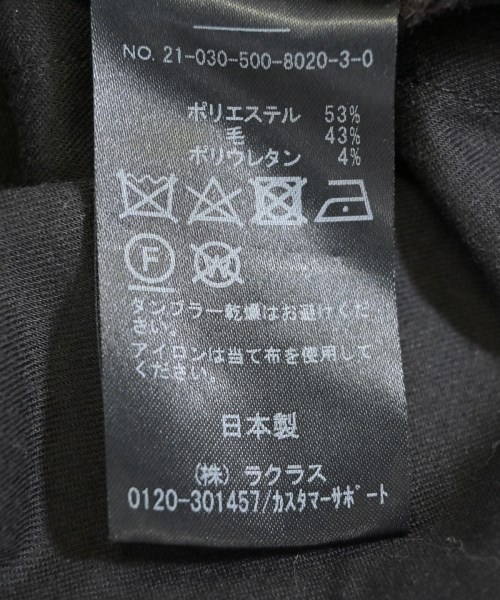 NO. 21-030-500-8020-3-0
ポリエステル 53%
毛 43%
ポリウレタン 4%
F W
タンブラー乾燥はお避けくだ
さい。
アイロンは当て布を使用して
ください。
日本製
(株) ラクラス
0120-301457/カスタマーサポート